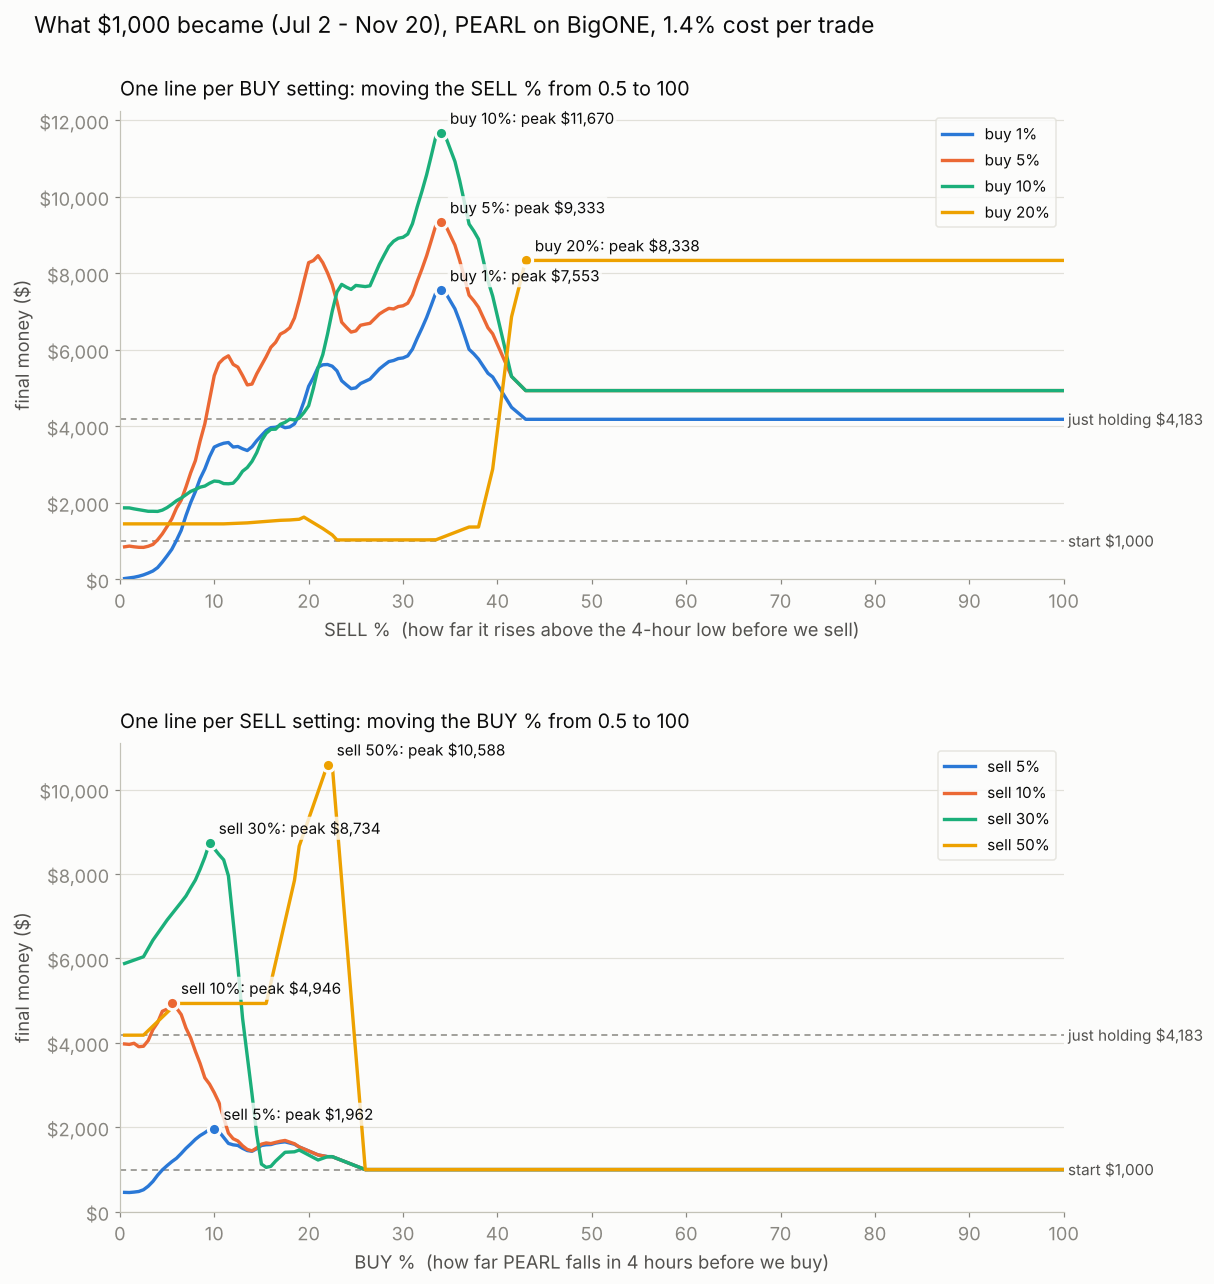 What $1,000 became (Jul 2 - Nov 20), PEARL on BigONE, 1.4% cost per trade
One line per BUY setting: moving the SELL % from 0.5 to 100
final money ($)
$12,000
$10,000
$8,000
$6,000
$4,000
$2,000
$0
buy 10%: peak $11,670
buy 5%: peak $9,333
buy 20%: peak $8,338
buy 1%: peak $7,553
buy 1%
buy 5%
buy 10%
buy 20%
just holding $4,183
start $1,000
0 10 20 30 40 50 60 70 80 90 100
SELL % (how far it rises above the 4-hour low before we sell)
One line per SELL setting: moving the BUY % from 0.5 to 100
final money ($)
$10,000
$8,000
$6,000
$4,000
$2,000
$0
sell 50%: peak $10,588
sell 30%: peak $8,734
sell 10%: peak $4,946
sell 5%: peak $1,962
sell 5%
sell 10%
sell 30%
sell 50%
just holding $4,183
start $1,000
0 10 20 30 40 50 60 70 80 90 100
BUY % (how far PEARL falls in 4 hours before we buy)